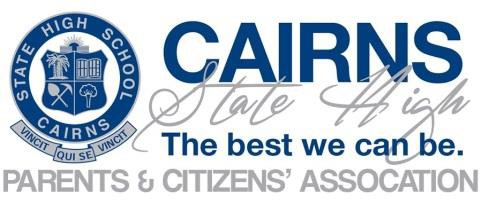 STATE HIGH SCHOOL
CAIRNS
VINCIT QUI SE VINCIT
CAIRNS
State High
The best we can be.
PARENTS & CITIZENS' ASSOCATION